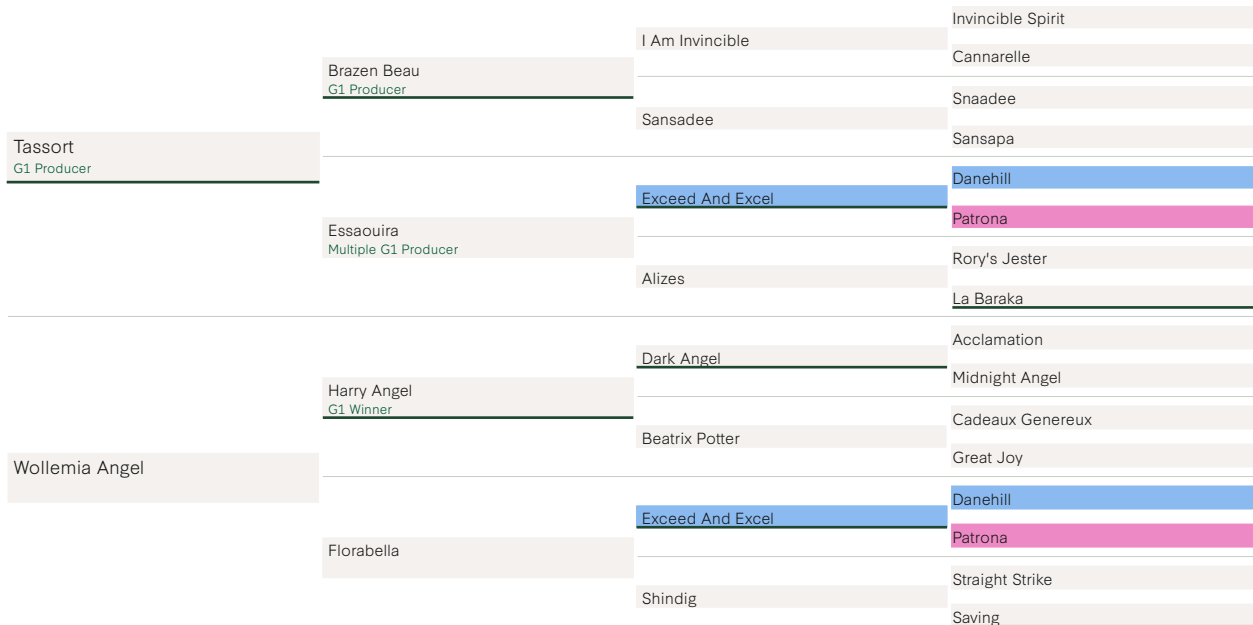 Tassort
G1 Producer
Wollemia Angel
Brazen Beau
G1 Producer
Essaouira
Multiple G1 Producer
Harry Angel
G1 Winner
Florabella
I Am Invincible
Sansadee
Exceed And Excel
Alizes
Dark Angel
Beatrix Potter
Exceed And Excel
Shindig
Invincible Spirit
Cannarelle
Snaadee
Sansapa
Danehill
Patrona
Rory's Jester
La Baraka
Acclamation
Midnight Angel
Cadeaux Genereux
Great Joy
Danehill
Patrona
Straight Strike
Saving